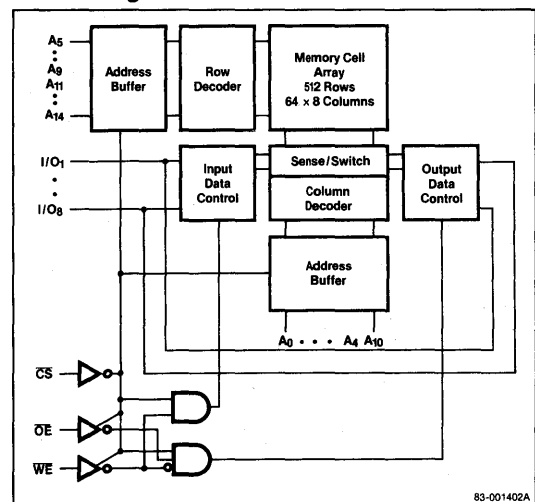 A5
A9
A11
A14
Address
Buffer
Row
Decoder
Memory Cell
Array
512 Rows
64 × 8 Columns
I/O1
I/O8
Input
Data
Control
Sense/Switch
Column
Decoder
Output
Data
Control
Address
Buffer
A0 • • • A4 A10
CS
OE
WE
83-001402A